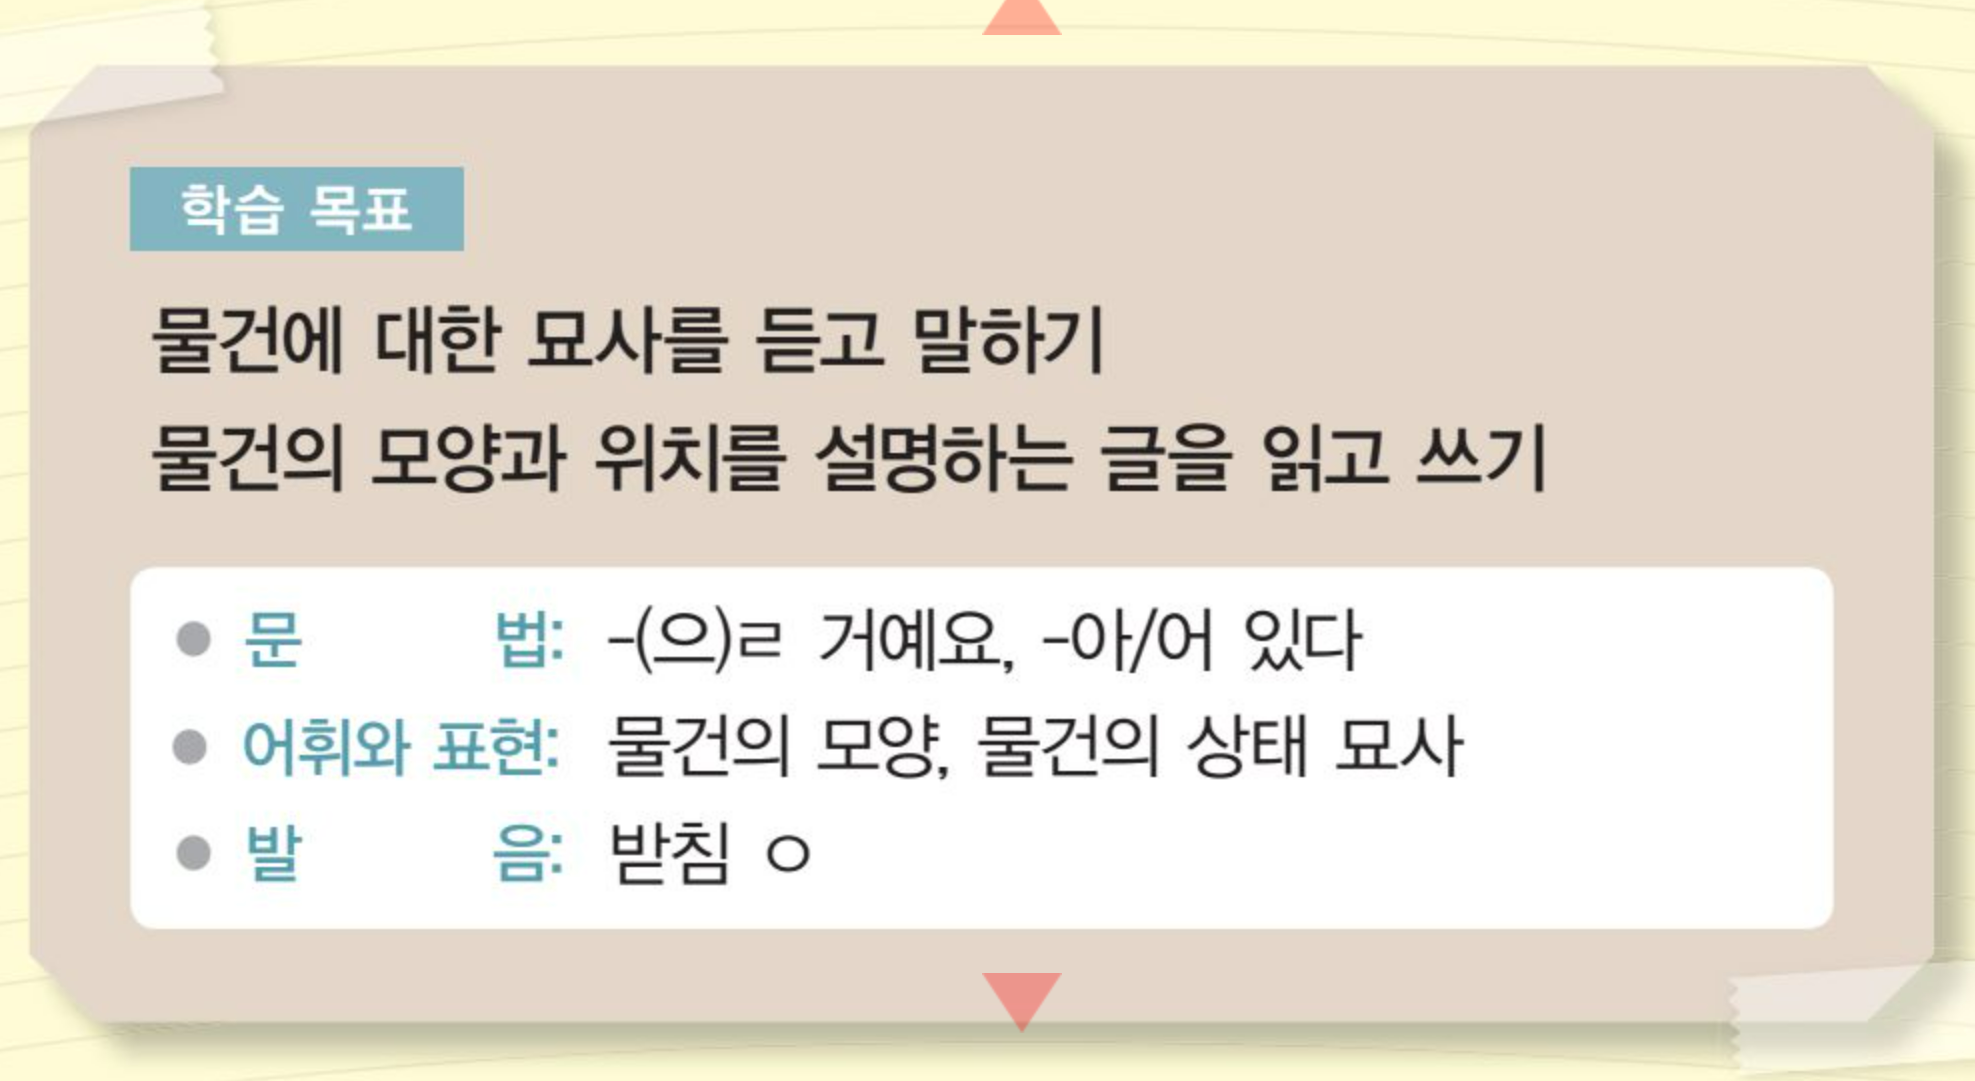 학습 목표
물건에 대한 묘사를 듣고 말하기
물건의 모양과 위치를 설명하는 글을 읽고 쓰기
● 문 법: -(으)ㄹ 거예요, -아/어 있다
● 어휘와 표현: 물건의 모양, 물건의 상태 묘사
● 발 음: 받침 ㅇ